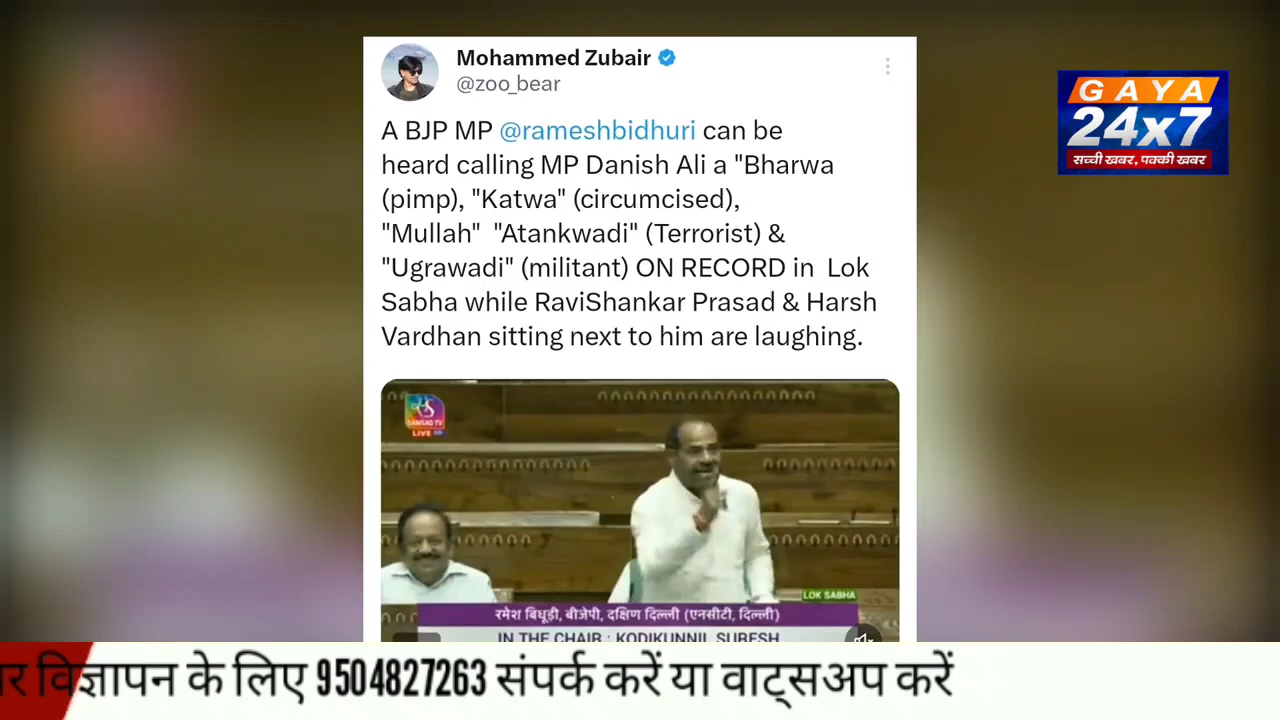 Mohammed Zubair
@zoo_bear
A BJP MP @rameshbidhuri can be
heard calling MP Danish Ali a "Bharwa
(pimp), "Katwa" (circumcised),
"Mullah" "Atankwadi" (Terrorist) &
"Ugrawadi" (militant) ON RECORD in Lok
Sabha while RaviShankar Prasad & Harsh
Vardhan sitting next to him are laughing.
GAYA
24x7
सच्ची खबर, पक्की खबर
SANSAD TV
LIVE
LOK SABHA
रमेश बिधूड़ी, बीजेपी, दक्षिण दिल्ली (एनसीटी, दिल्ली)
IN THE CHAIR : KODIKUNNIL SURESH
विज्ञापन के लिए 9504827263 संपर्क करें या वाट्सअप करें